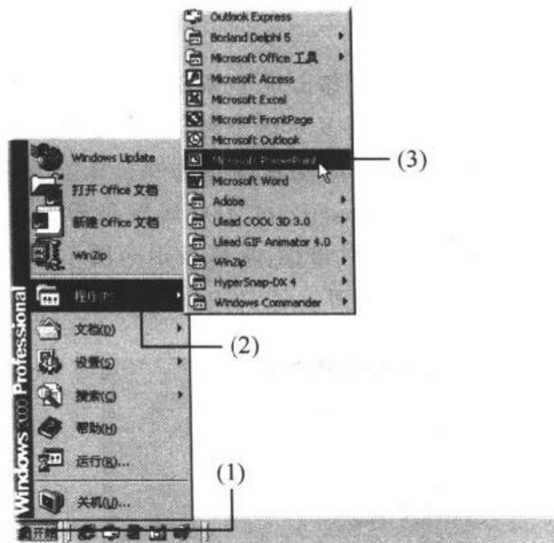 Outlook Express
Borland Delphi 5
Microsoft Office 工具
Microsoft Access
Microsoft Excel
Microsoft FrontPage
Microsoft Outlook
Microsoft PowerPoint
(3)
Microsoft Word
Adobe
Ulead COOL 3D 3.0
Ulead GIF Animator 4.0
WinZip
HyperSnap-DX 4
Windows Commander
Windows Update
打开 Office 文档
新建 Office 文档
WinZip
程序(P)
(2)
文档(D)
设置(S)
搜索(C)
帮助(H)
运行(R)...
关机(U)...
Windows 2000 Professional
(1)
开始